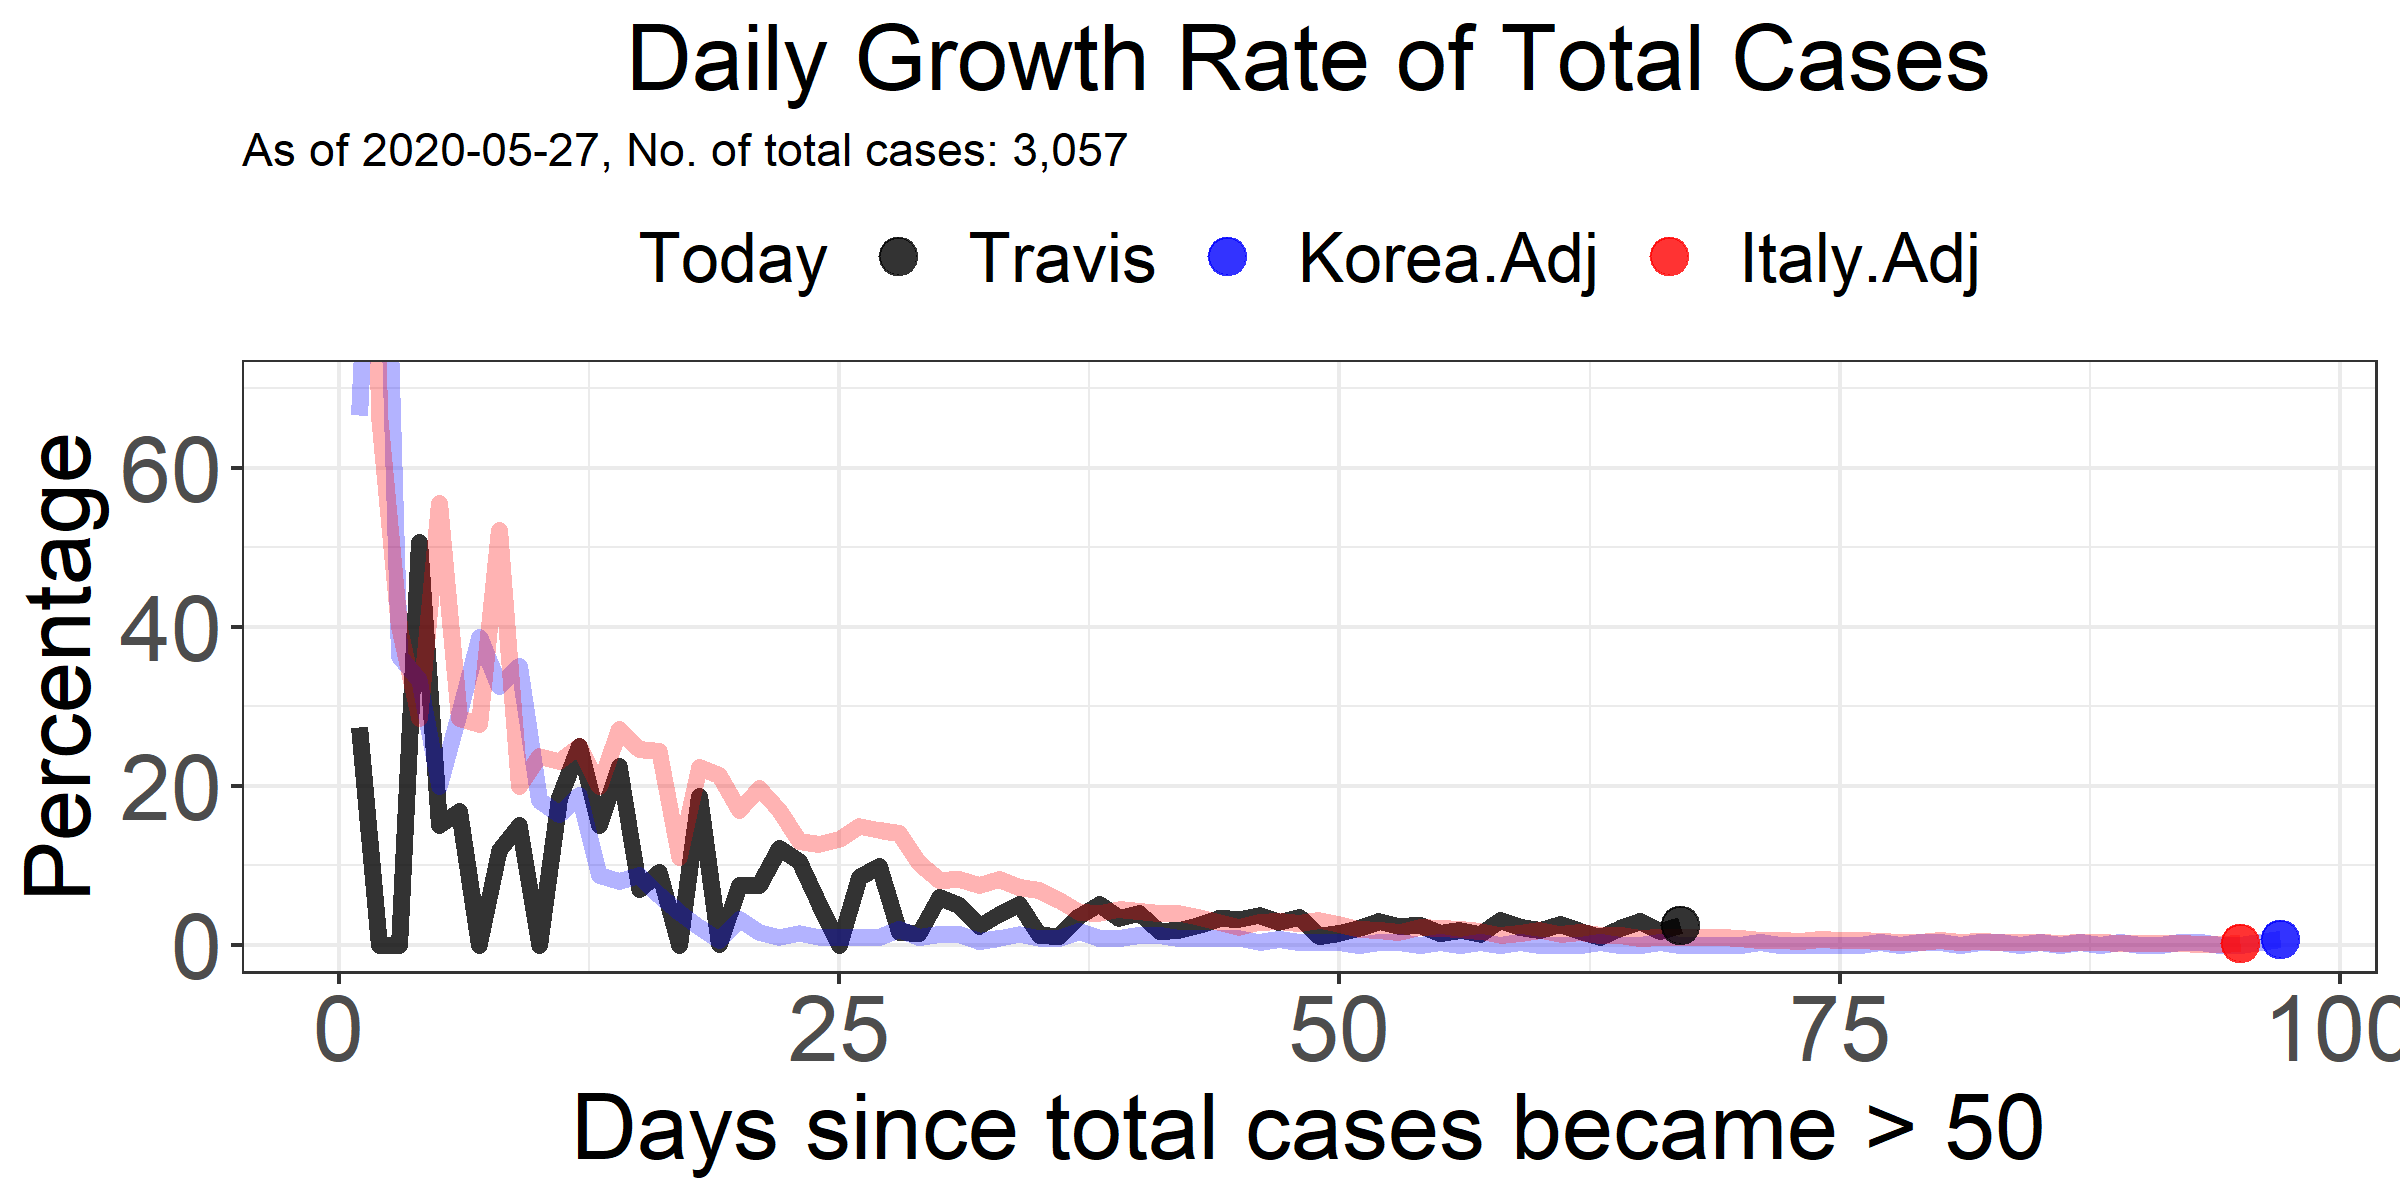 Daily Growth Rate of Total Cases
As of 2020-05-27, No. of total cases: 3,057
Today Travis Korea.Adj Italy.Adj
Percentage
60
40
20
0
0 25 50 75 100
Days since total cases became > 50